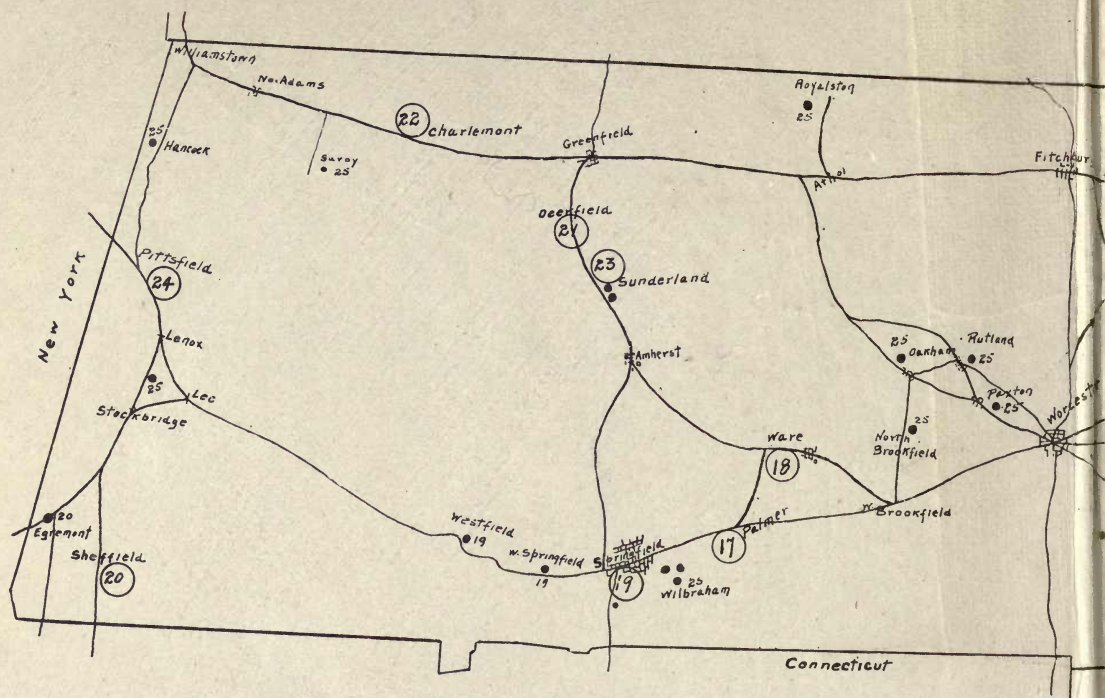 Williamstown
No. Adams
22
Charlemont
25
Hancock
Savoy
25
Greenfield
Royalston
25
Athol
Fitchbur
Deerfield
21
23
Sunderland
Pittsfield
24
New York
Lenox
25
Lee
Stockbridge
Amherst
25
Oakham
Rutland
25
Paxton
25
Worceste
25
North
Brookfield
Ware
18
W. Brookfield
Palmer
17
20
Egremont
Sheffield
20
Westfield
19
W. Springfield
19
Springfield
19
25
Wilbraham
Connecticut